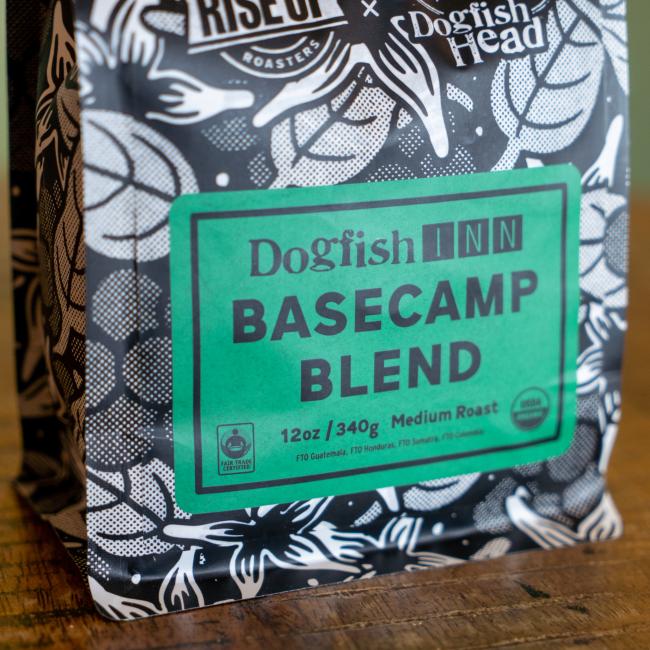 RISE UP
ROASTERS
×
Dogfish
Head
Dogfish INN
BASECAMP
BLEND
12oz / 340g Medium Roast
FTO Guatemala, FTO Honduras, FTO Sumatra, FTO Colombia
FAIR TRADE
CERTIFIED
USDA
ORGANIC